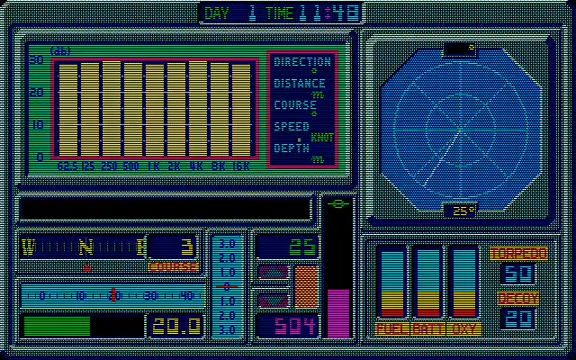 DAY 1 TIME 11:48
(db)
30
20
10
0
62.5 125 250 500 1K 2K 4K 8K 16K
DIRECTION
°
DISTANCE
m
COURSE
°
SPEED
KNOT
DEPTH
m
°
25°
W N E 3
COURSE
0 10 20 30 40
20.0
3.0
2.0
1.0
0
1.0
2.0
3.0
25
504
FUEL BATT OXY
TORPEDO
50
DECOY
20